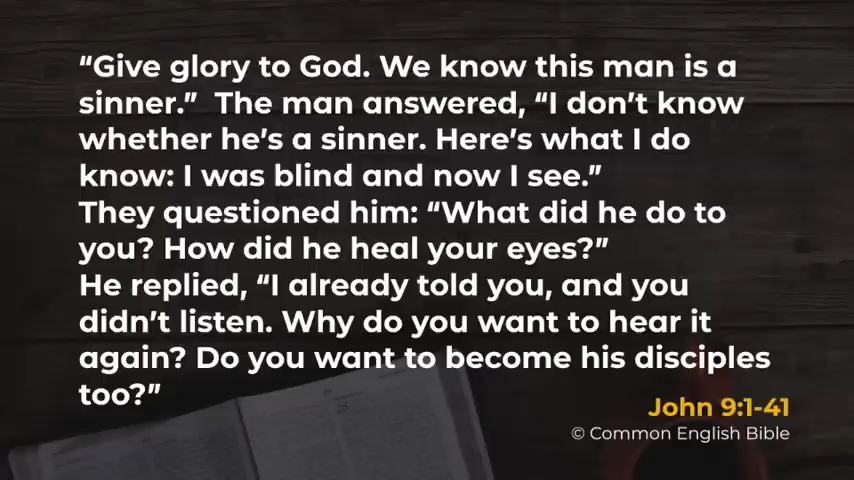 “Give glory to God. We know this man is a
sinner.”  The man answered, “I don’t know
whether he’s a sinner. Here’s what I do
know: I was blind and now I see.”
They questioned him: “What did he do to
you? How did he heal your eyes?”
He replied, “I already told you, and you
didn’t listen. Why do you want to hear it
again? Do you want to become his disciples
too?”
John 9:1-41
© Common English Bible